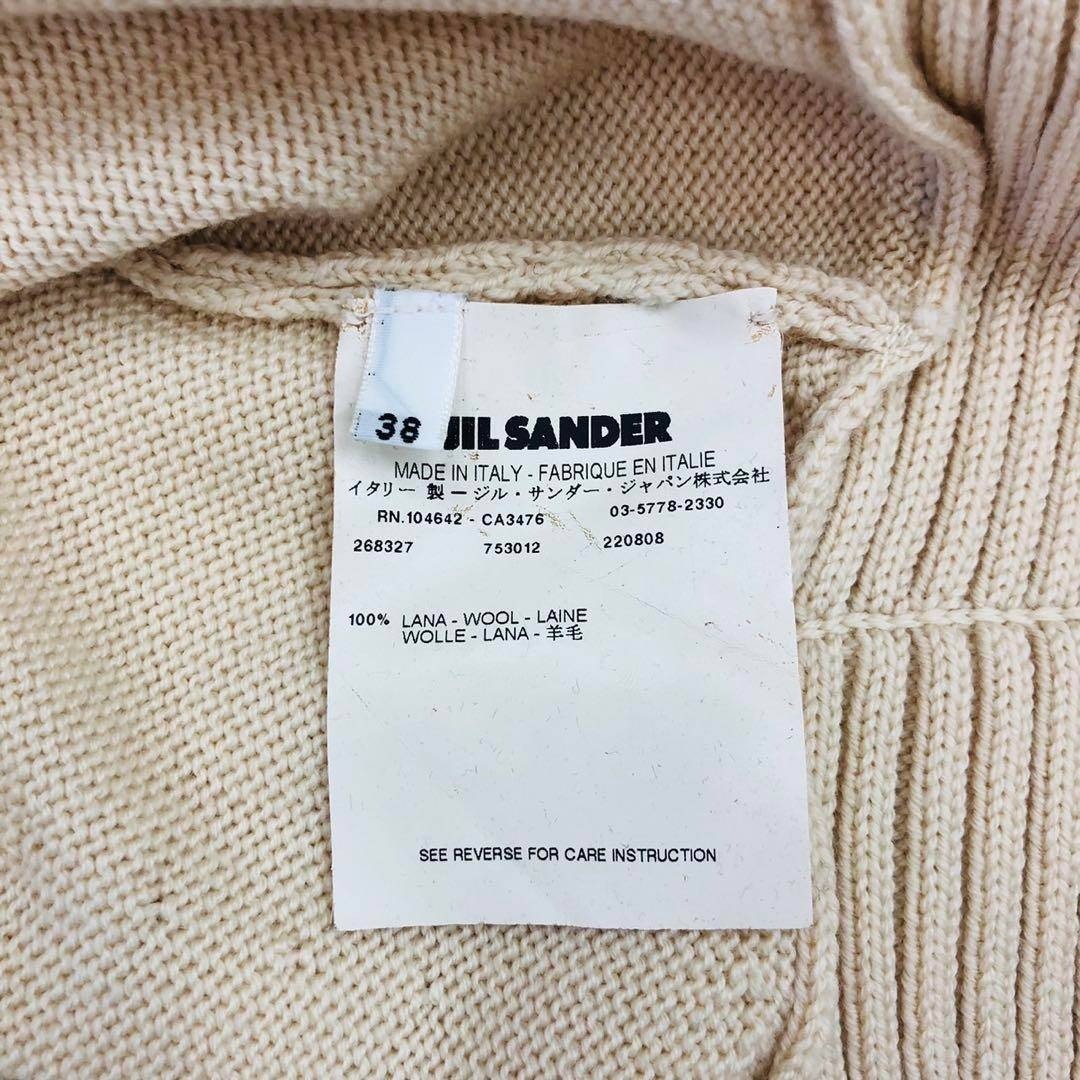 38
JIL SANDER
MADE IN ITALY - FABRIQUE EN ITALIE
イタリー 製 ー ジル・サンダー・ジャパン株式会社
RN.104642 - CA3476 03-5778-2330
268327 753012 220808
100% LANA - WOOL - LAINE
WOLLE - LANA - 羊毛
SEE REVERSE FOR CARE INSTRUCTION